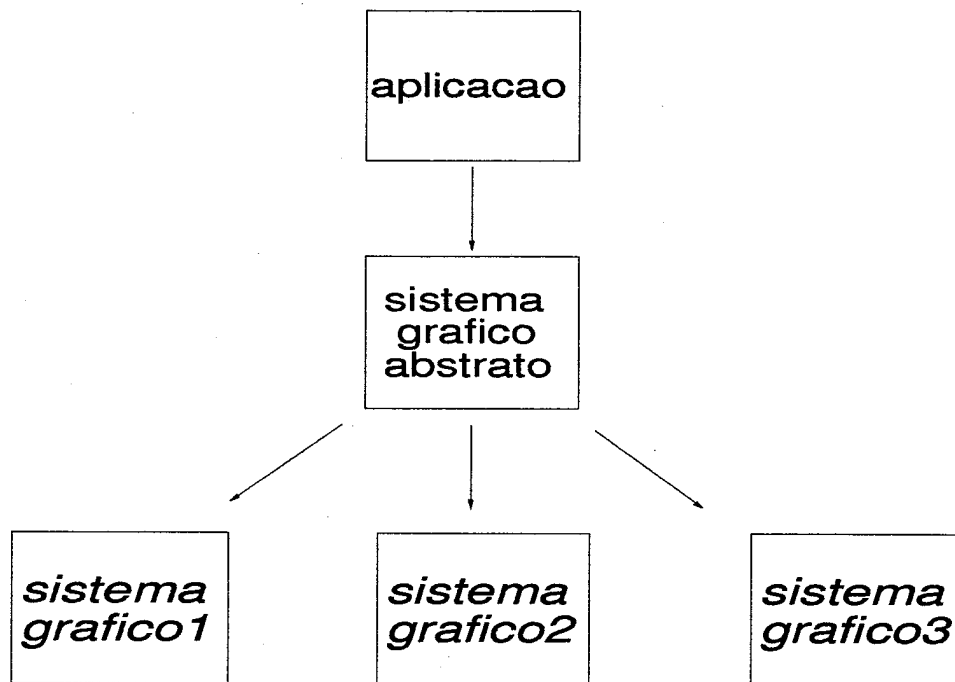 aplicacao
sistema
grafico
abstrato
sistema
grafico1
sistema
grafico2
sistema
grafico3